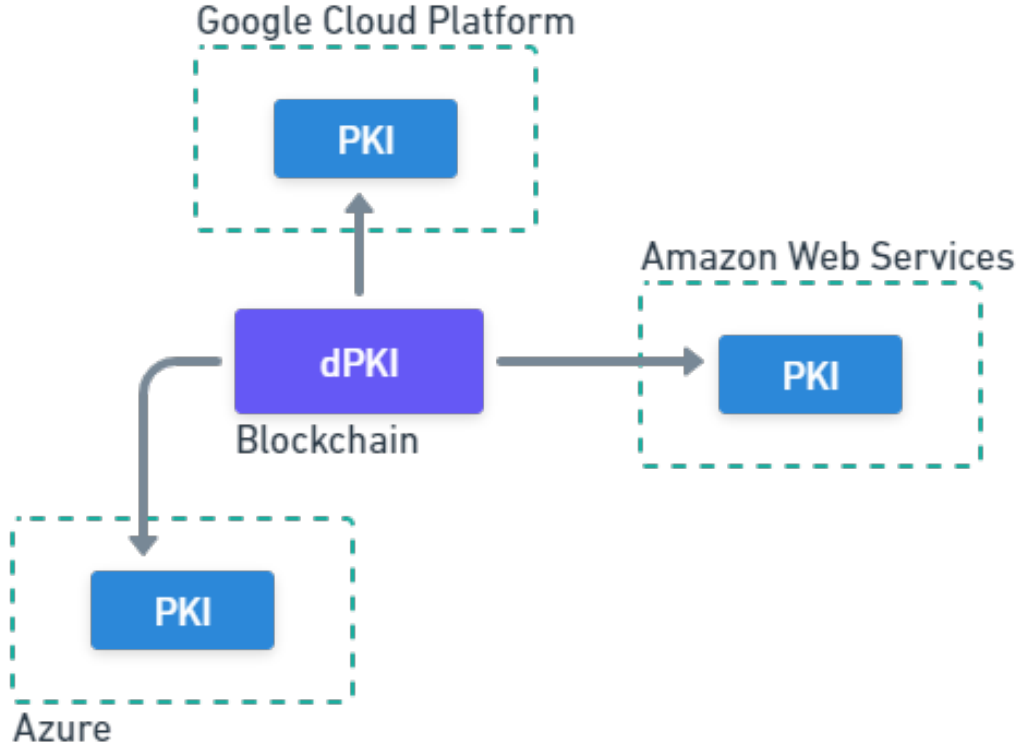 Google Cloud Platform
PKI
Amazon Web Services
PKI
dPKI
Blockchain
PKI
Azure